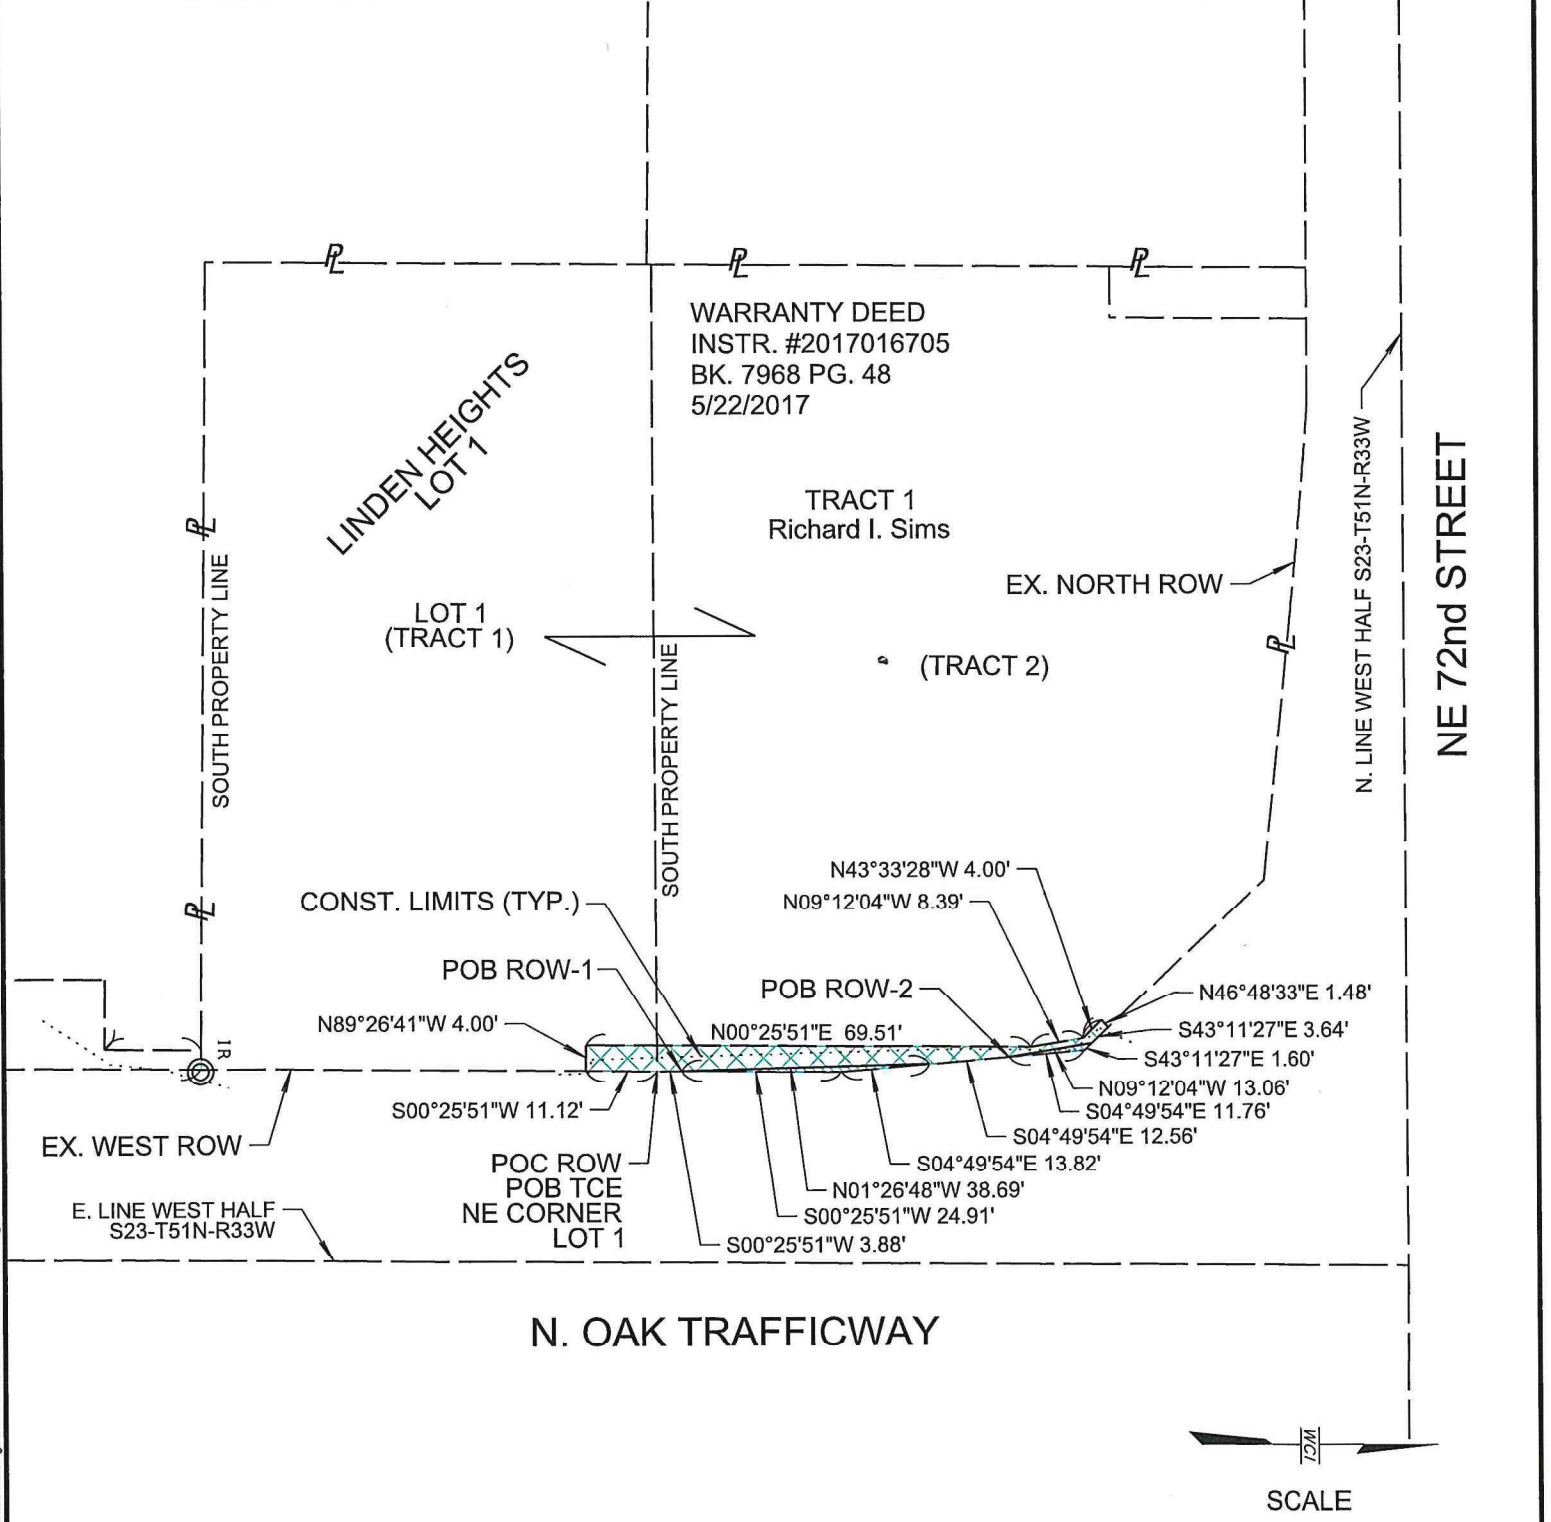 WARRANTY DEED
INSTR. #2017016705
BK. 7968 PG. 48
5/22/2017
LINDEN HEIGHTS
LOT 1
TRACT 1
Richard I. Sims
EX. NORTH ROW
LOT 1
(TRACT 1)
(TRACT 2)
SOUTH PROPERTY LINE
SOUTH PROPERTY LINE
N. LINE WEST HALF S23-T51N-R33W
NE 72nd STREET
PL
PL
PL
PL
PL
PL
N43°33'28"W 4.00'
N09°12'04"W 8.39'
CONST. LIMITS (TYP.)
POB ROW-1
POB ROW-2
N46°48'33"E 1.48'
N89°26'41"W 4.00'
N00°25'51"E 69.51'
S43°11'27"E 3.64'
S43°11'27"E 1.60'
IR
N09°12'04"W 13.06'
S00°25'51"W 11.12'
S04°49'54"E 11.76'
S04°49'54"E 12.56'
EX. WEST ROW
S04°49'54"E 13.82'
POC ROW
POB TCE
NE CORNER
LOT 1
N01°26'48"W 38.69'
S00°25'51"W 24.91'
S00°25'51"W 3.88'
E. LINE WEST HALF
S23-T51N-R33W
N. OAK TRAFFICWAY
WCI
SCALE